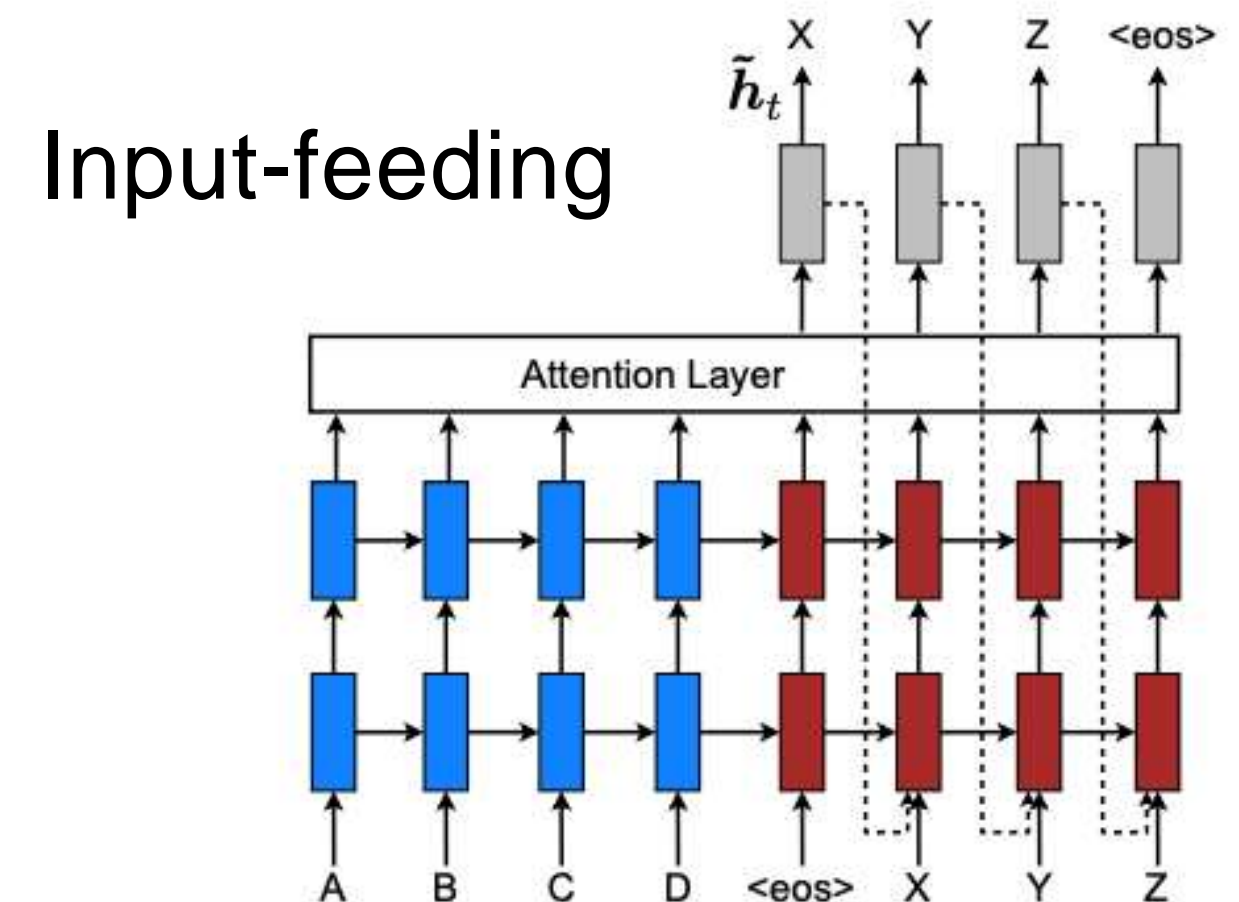 X Y Z <eos>
h̃ₜ
Input-feeding
Attention Layer
A B C D <eos> X Y Z